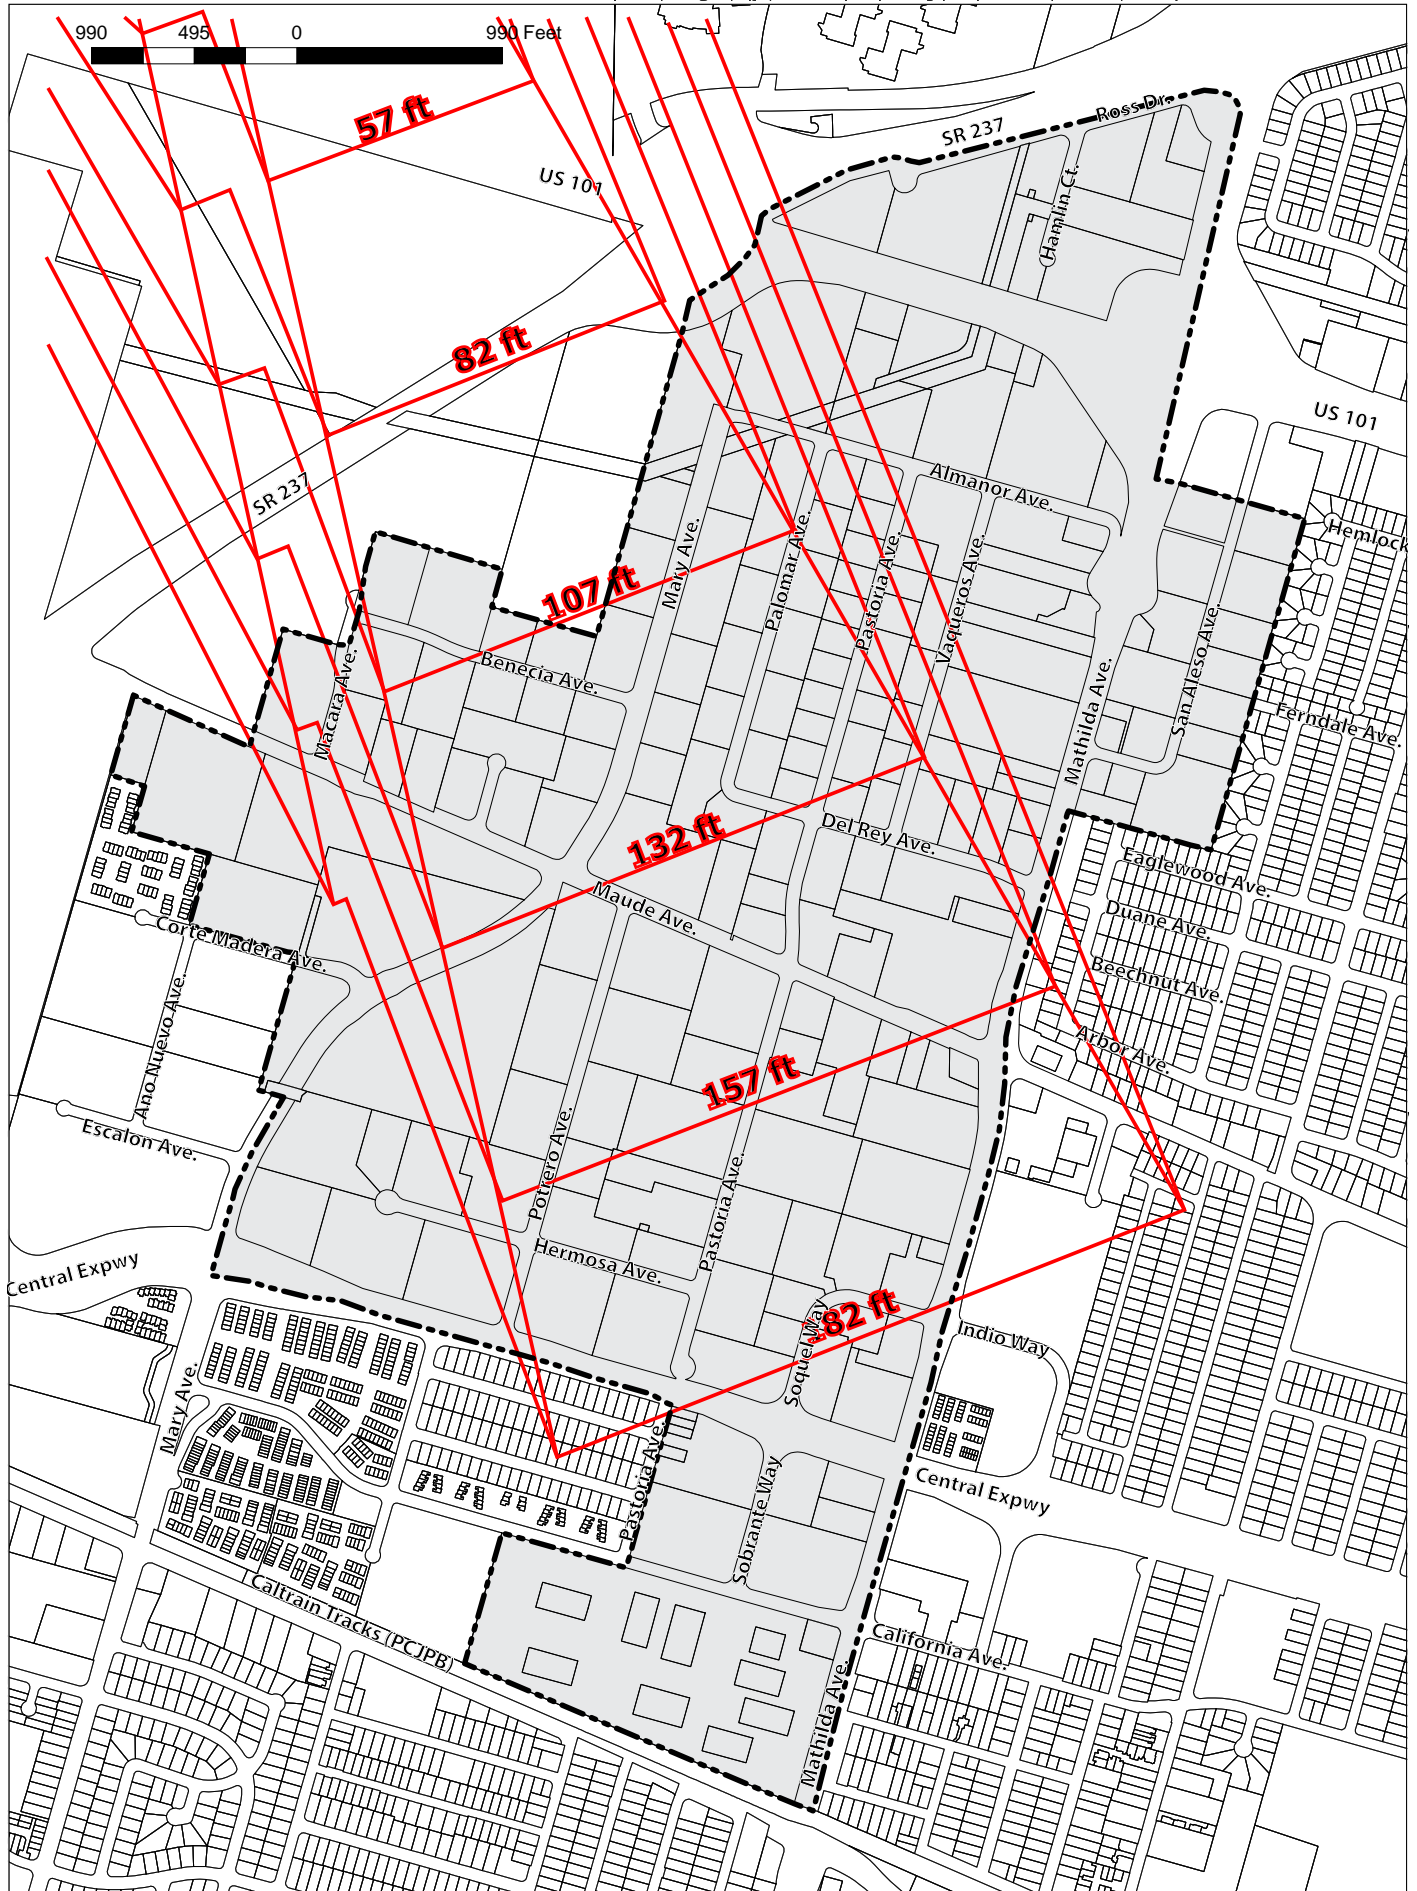 990 495 0 990 Feet
57 ft
Ross Dr.
SR 237
US 101
Hamlin Ct.
82 ft
US 101
Almanor Ave.
SR 237
Hemlock
Mary Ave.
Palomar Ave.
Pastoria Ave.
Vaqueros Ave.
107 ft
Benecia Ave.
San Aleso Ave.
Macara Ave.
Mathilda Ave.
Ferndale Ave.
132 ft
Del Rey Ave.
Eaglewood Ave.
Maude Ave.
Duane Ave.
Corte Madera Ave.
Beechnut Ave.
Ano Nuevo Ave.
Arbor Ave.
157 ft
Escalon Ave.
Potrero Ave.
Pastoria Ave.
Hermosa Ave.
Central Expwy
182 ft
Soquel Way
Indio Way
Mary Ave.
Pastoria Ave.
Central Expwy
Sobrante Way
Caltrain Tracks (PCJPB)
California Ave.
Mathilda Ave.